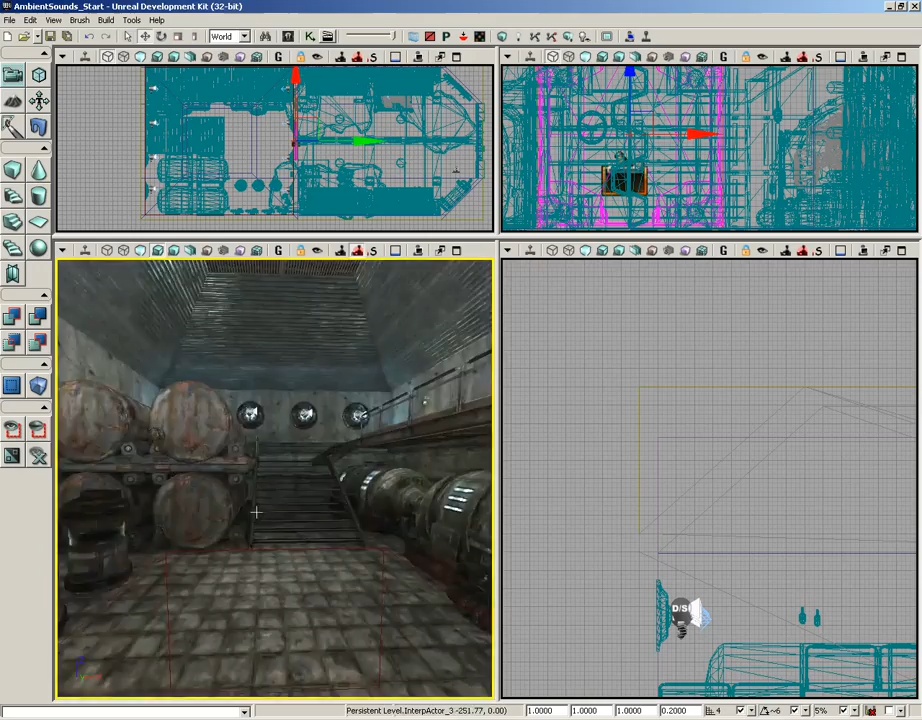 AmbientSounds_Start - Unreal Development Kit (32-bit)
File Edit View Brush Build Tools Help
World
G
S
G
S
G
S
G
S
D/S
Persistent Level.InterpActor_3 -251.77, 0.00)
1.0000
1.0000
1.0000
0.2000
4
~6
5%